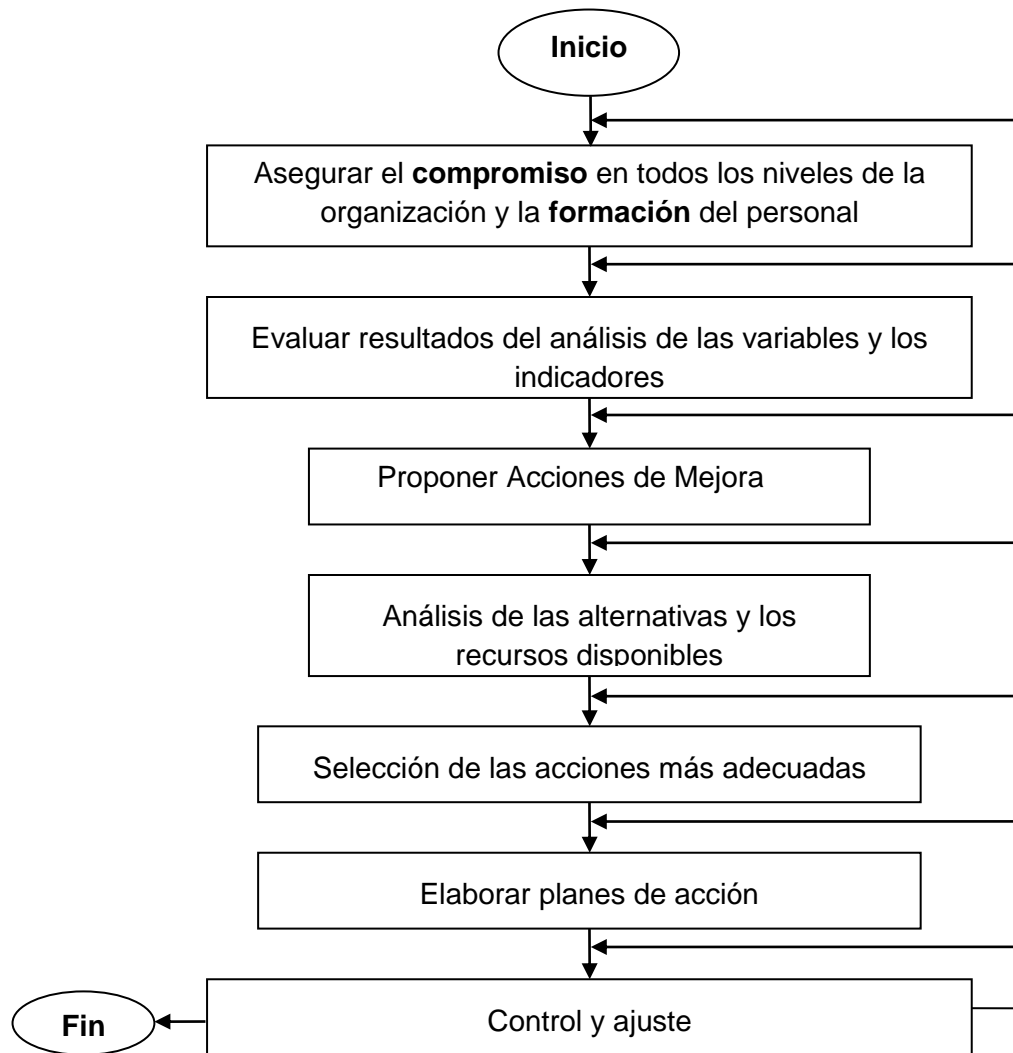 Inicio
Asegurar el compromiso en todos los niveles de la
organización y la formación del personal
Evaluar resultados del análisis de las variables y los
indicadores
Proponer Acciones de Mejora
Análisis de las alternativas y los
recursos disponibles
Selección de las acciones más adecuadas
Elaborar planes de acción
Control y ajuste
Fin